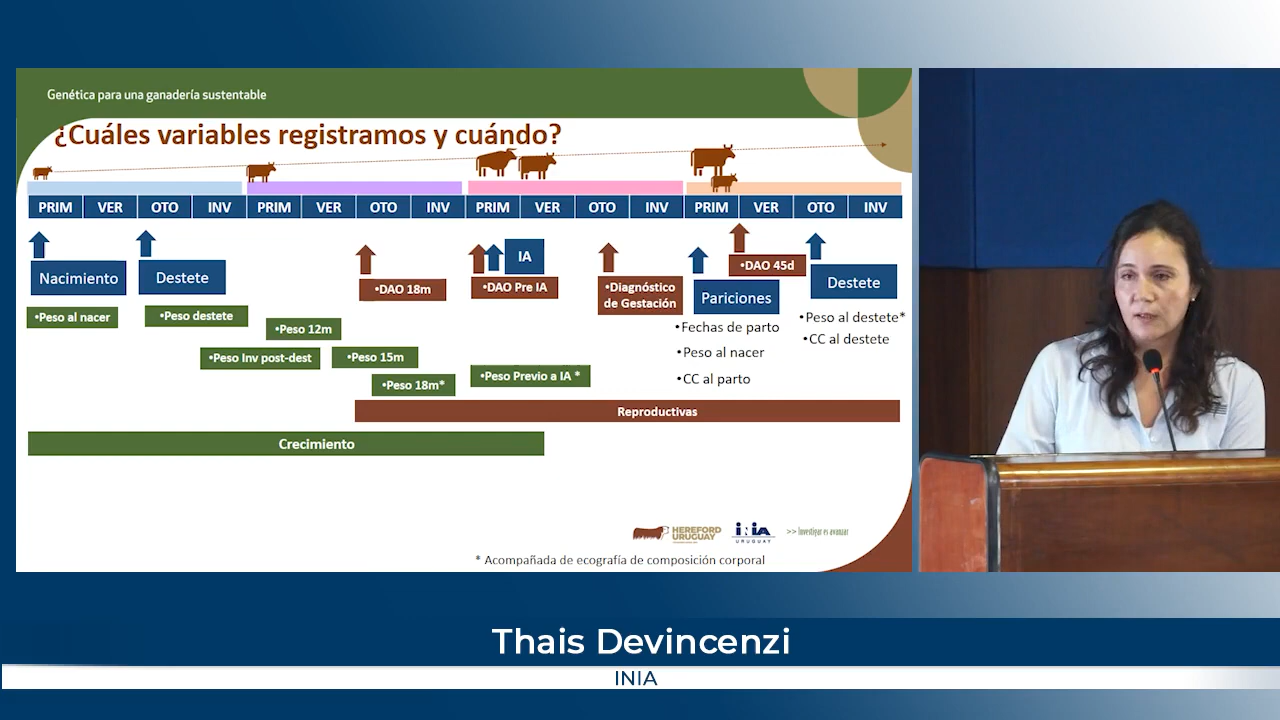 Genética para una ganadería sustentable
¿Cuáles variables registramos y cuándo?
PRIM VER OTO INV PRIM VER OTO INV PRIM VER OTO INV PRIM VER OTO INV
Nacimiento
Destete
IA
•DAO 18m
•DAO Pre IA
•Diagnóstico
de Gestación
•DAO 45d
Pariciones
Destete
•Peso al nacer
•Peso destete
•Peso 12m
•Peso Inv post-dest
•Peso 15m
•Peso 18m*
•Peso Previo a IA *
•Fechas de parto
•Peso al nacer
•CC al parto
•Peso al destete*
•CC al destete
Reproductivas
Crecimiento
HEREFORD
URUGUAY
INIA
URUGUAY
>> Investigar es avanzar
* Acompañada de ecografía de composición corporal
Thais Devincenzi
INIA